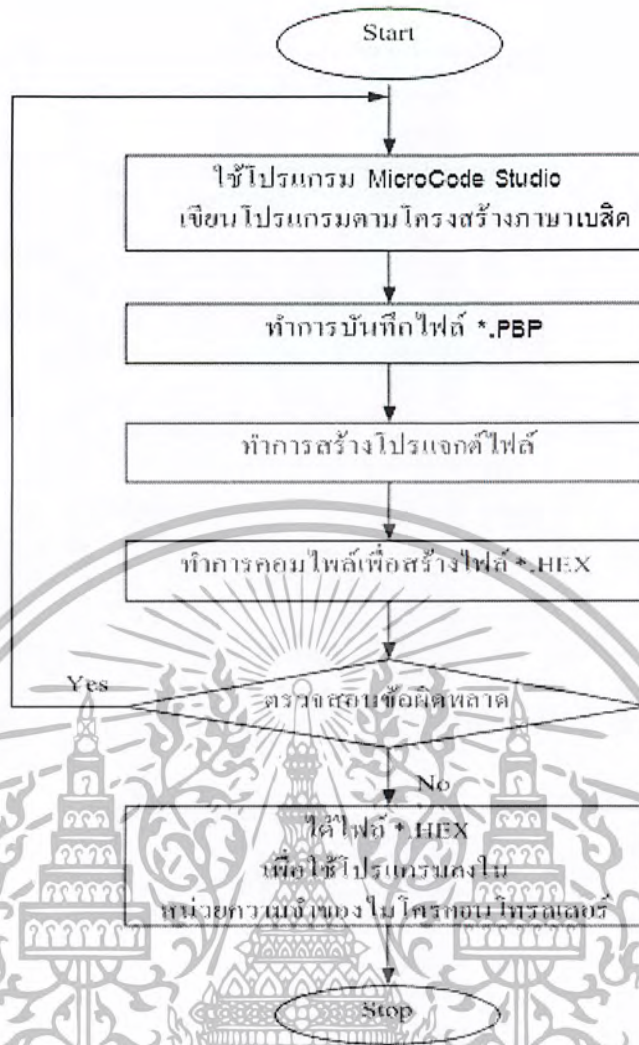 Start
ใช้โปรแกรม MicroCode Studio
เขียนโปรแกรมตามโครงสร้างภาษาเบสิค
ทำการบันทึกไฟล์ *.PBP
ทำการสร้างโปรแจกต์ไฟล์
ทำการคอมไพล์เพื่อสร้างไฟล์ *.HEX
Yes
ตรวจสอบข้อผิดพลาด
No
ได้ไฟล์ *.HEX
เพื่อใช้โปรแกรมลงใน
หน่วยความจำของไมโครคอนโทรลเลอร์
Stop